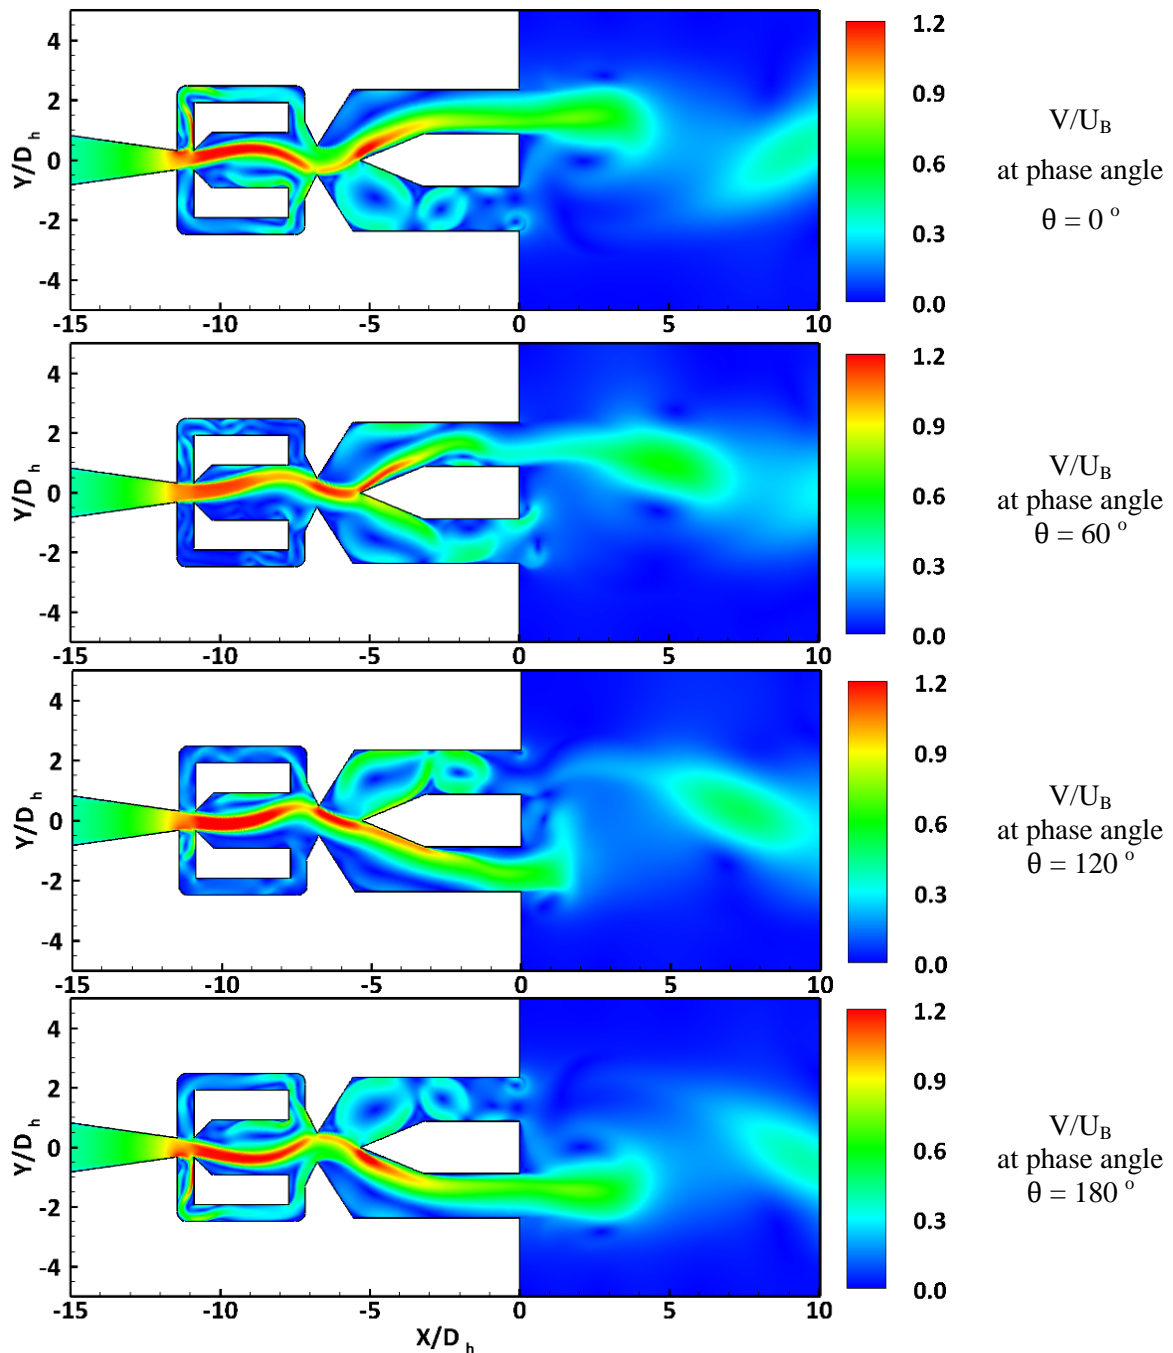 4
2
0
-2
-4
Y/D h
-15 -10 -5 0 5 10
1.2
0.9
0.6
0.3
0.0
V/UB
at phase angle
θ = 0 o
4
2
0
-2
-4
Y/D h
-15 -10 -5 0 5 10
1.2
0.9
0.6
0.3
0.0
V/UB
at phase angle
θ = 60 o
4
2
0
-2
-4
Y/D h
-15 -10 -5 0 5 10
1.2
0.9
0.6
0.3
0.0
V/UB
at phase angle
θ = 120 o
4
2
0
-2
-4
Y/D h
-15 -10 -5 0 5 10
X/D h
1.2
0.9
0.6
0.3
0.0
V/UB
at phase angle
θ = 180 o